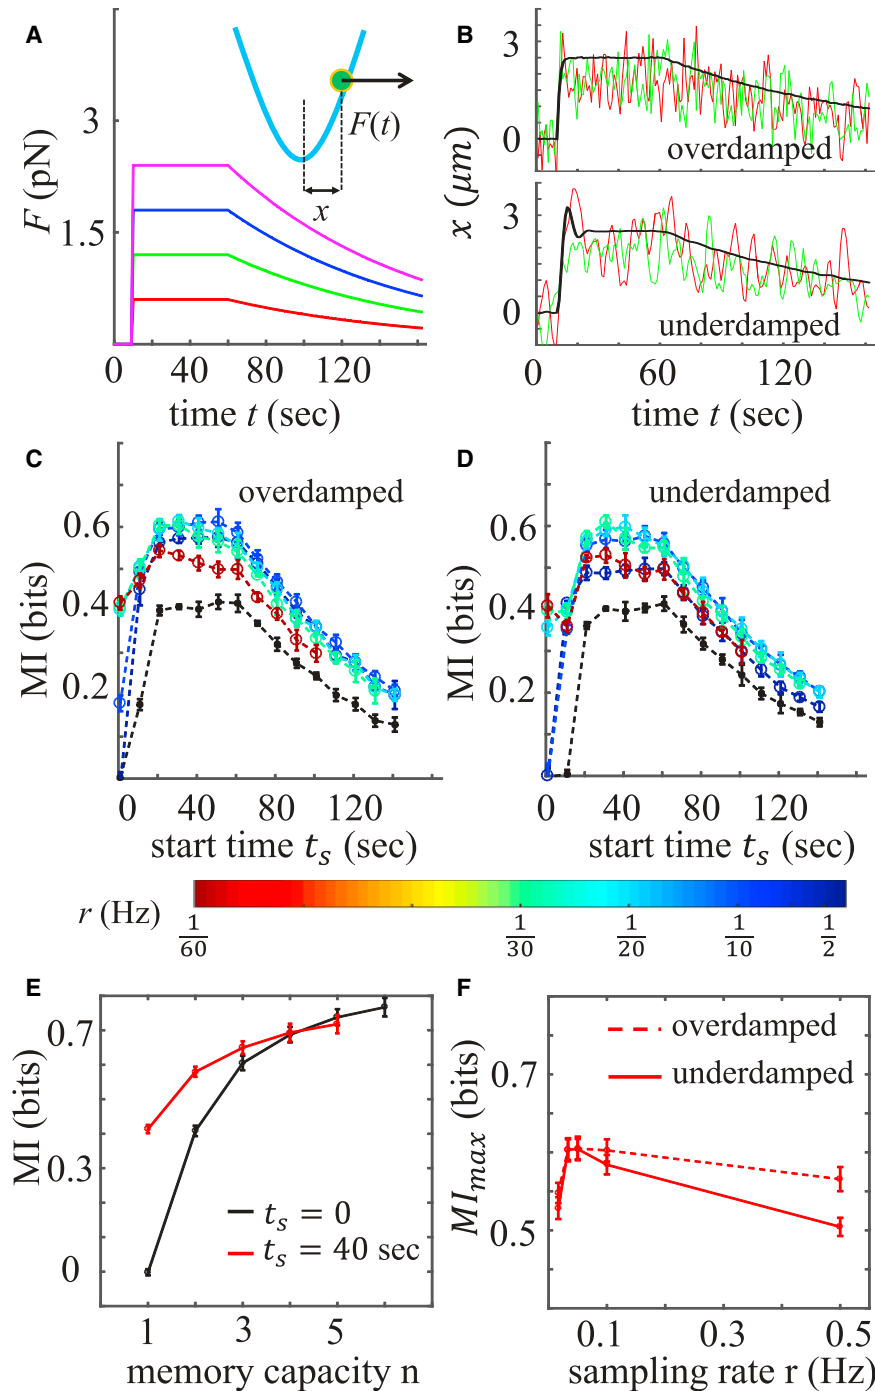 A
F (pN)
3
1.5
F(t)
x
0 40 80 120
time t (sec)
B
x (μm)
3
0
overdamped
3
0
underdamped
0 60 120
time t (sec)
C
overdamped
MI (bits)
0.6
0.4
0.2
0 40 80 120
start time t_s (sec)
D
underdamped
MI (bits)
0.6
0.4
0.2
0 40 80 120
start time t_s (sec)
r (Hz)
1/60 1/30 1/20 1/10 1/2
E
MI (bits)
0.7
0.3
0
t_s = 0
t_s = 40 sec
1 3 5
memory capacity n
F
MI_max (bits)
0.7
0.5
overdamped
underdamped
0.1 0.3 0.5
sampling rate r (Hz)